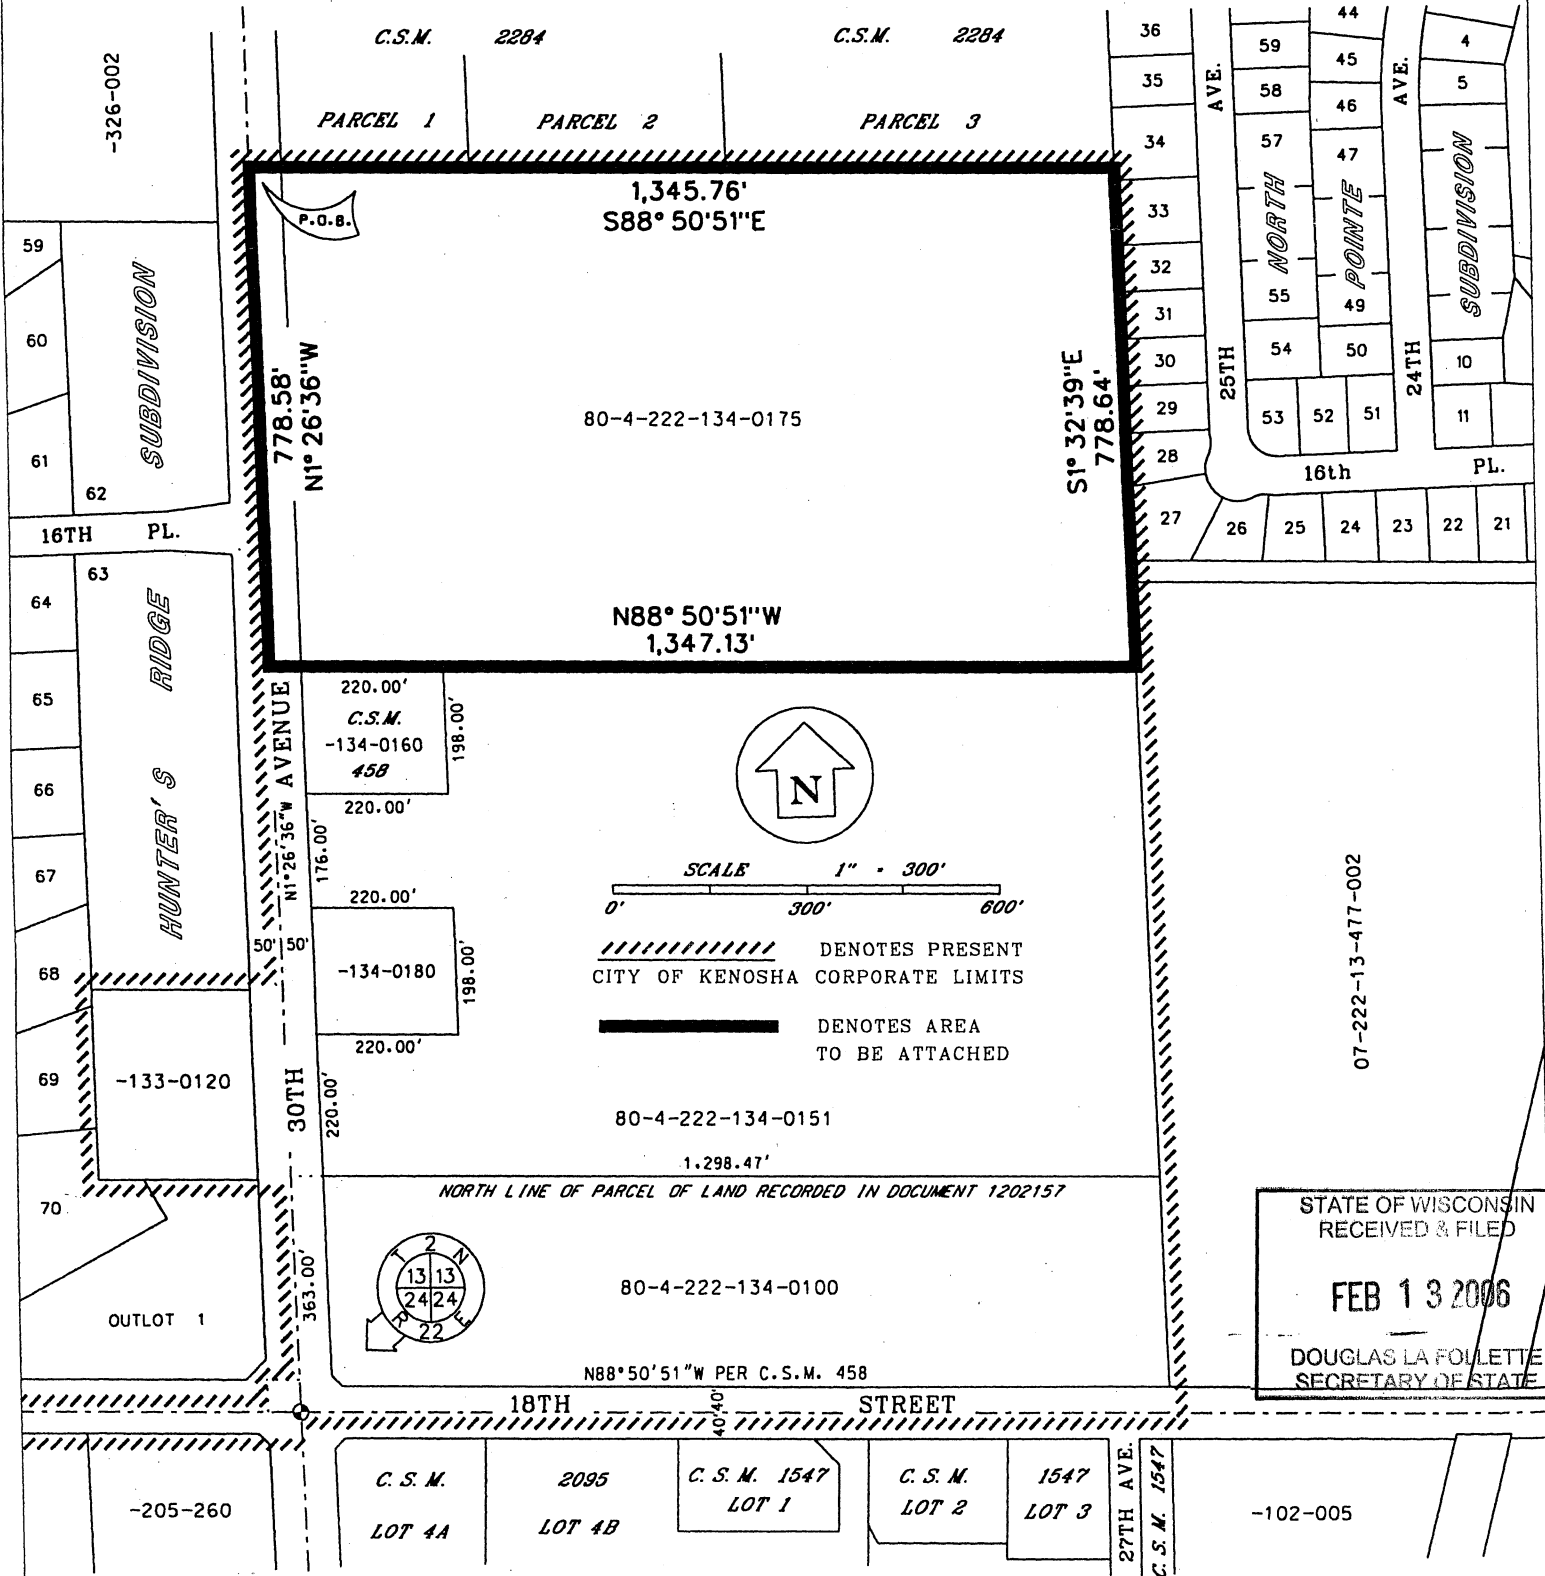 C.S.M. 2284
C.S.M. 2284
PARCEL 1
PARCEL 2
PARCEL 3
-326-002
36
35
34
33
32
31
30
29
28
27
26
25
24
23
22
21
AVE.
25TH
59
58
57
55
54
53
52
51
NORTH
44
45
46
47
49
50
POINTE
AVE.
24TH
4
5
10
11
SUBDIVISION
16th PL.
P.O.B.
1,345.76'
S88° 50'51"E
778.58'
N1° 26'36"W
80-4-222-134-0175
S1° 32'39"E
778.64'
N88° 50'51"W
1,347.13'
59
60
61
62
SUBDIVISION
16TH PL.
63
64
65
66
67
68
69
70
HUNTER'S RIDGE
-133-0120
OUTLOT 1
30TH AVENUE
N1°26'36"W
50' 50'
220.00'
C.S.M.
-134-0160
45B
198.00'
220.00'
176.00'
220.00'
-134-0180
198.00'
220.00'
220.00'
363.00'
N
SCALE 1" = 300'
0' 300' 600'
DENOTES PRESENT
CITY OF KENOSHA CORPORATE LIMITS
DENOTES AREA
TO BE ATTACHED
80-4-222-134-0151
1.298.47'
NORTH LINE OF PARCEL OF LAND RECORDED IN DOCUMENT 1202157
T 2 N
13 13
24 24
R 22 E
80-4-222-134-0100
N88°50'51"W PER C.S.M. 458
18TH STREET
40' 40'
07-222-13-477-002
STATE OF WISCONSIN
RECEIVED & FILED
FEB 13 2006
DOUGLAS LA FOLLETTE
SECRETARY OF STATE
-205-260
C.S.M. 2095
LOT 4A
LOT 4B
C.S.M. 1547
LOT 1
C.S.M. 1547
LOT 2
LOT 3
27TH AVE.
C.S.M. 1547
-102-005